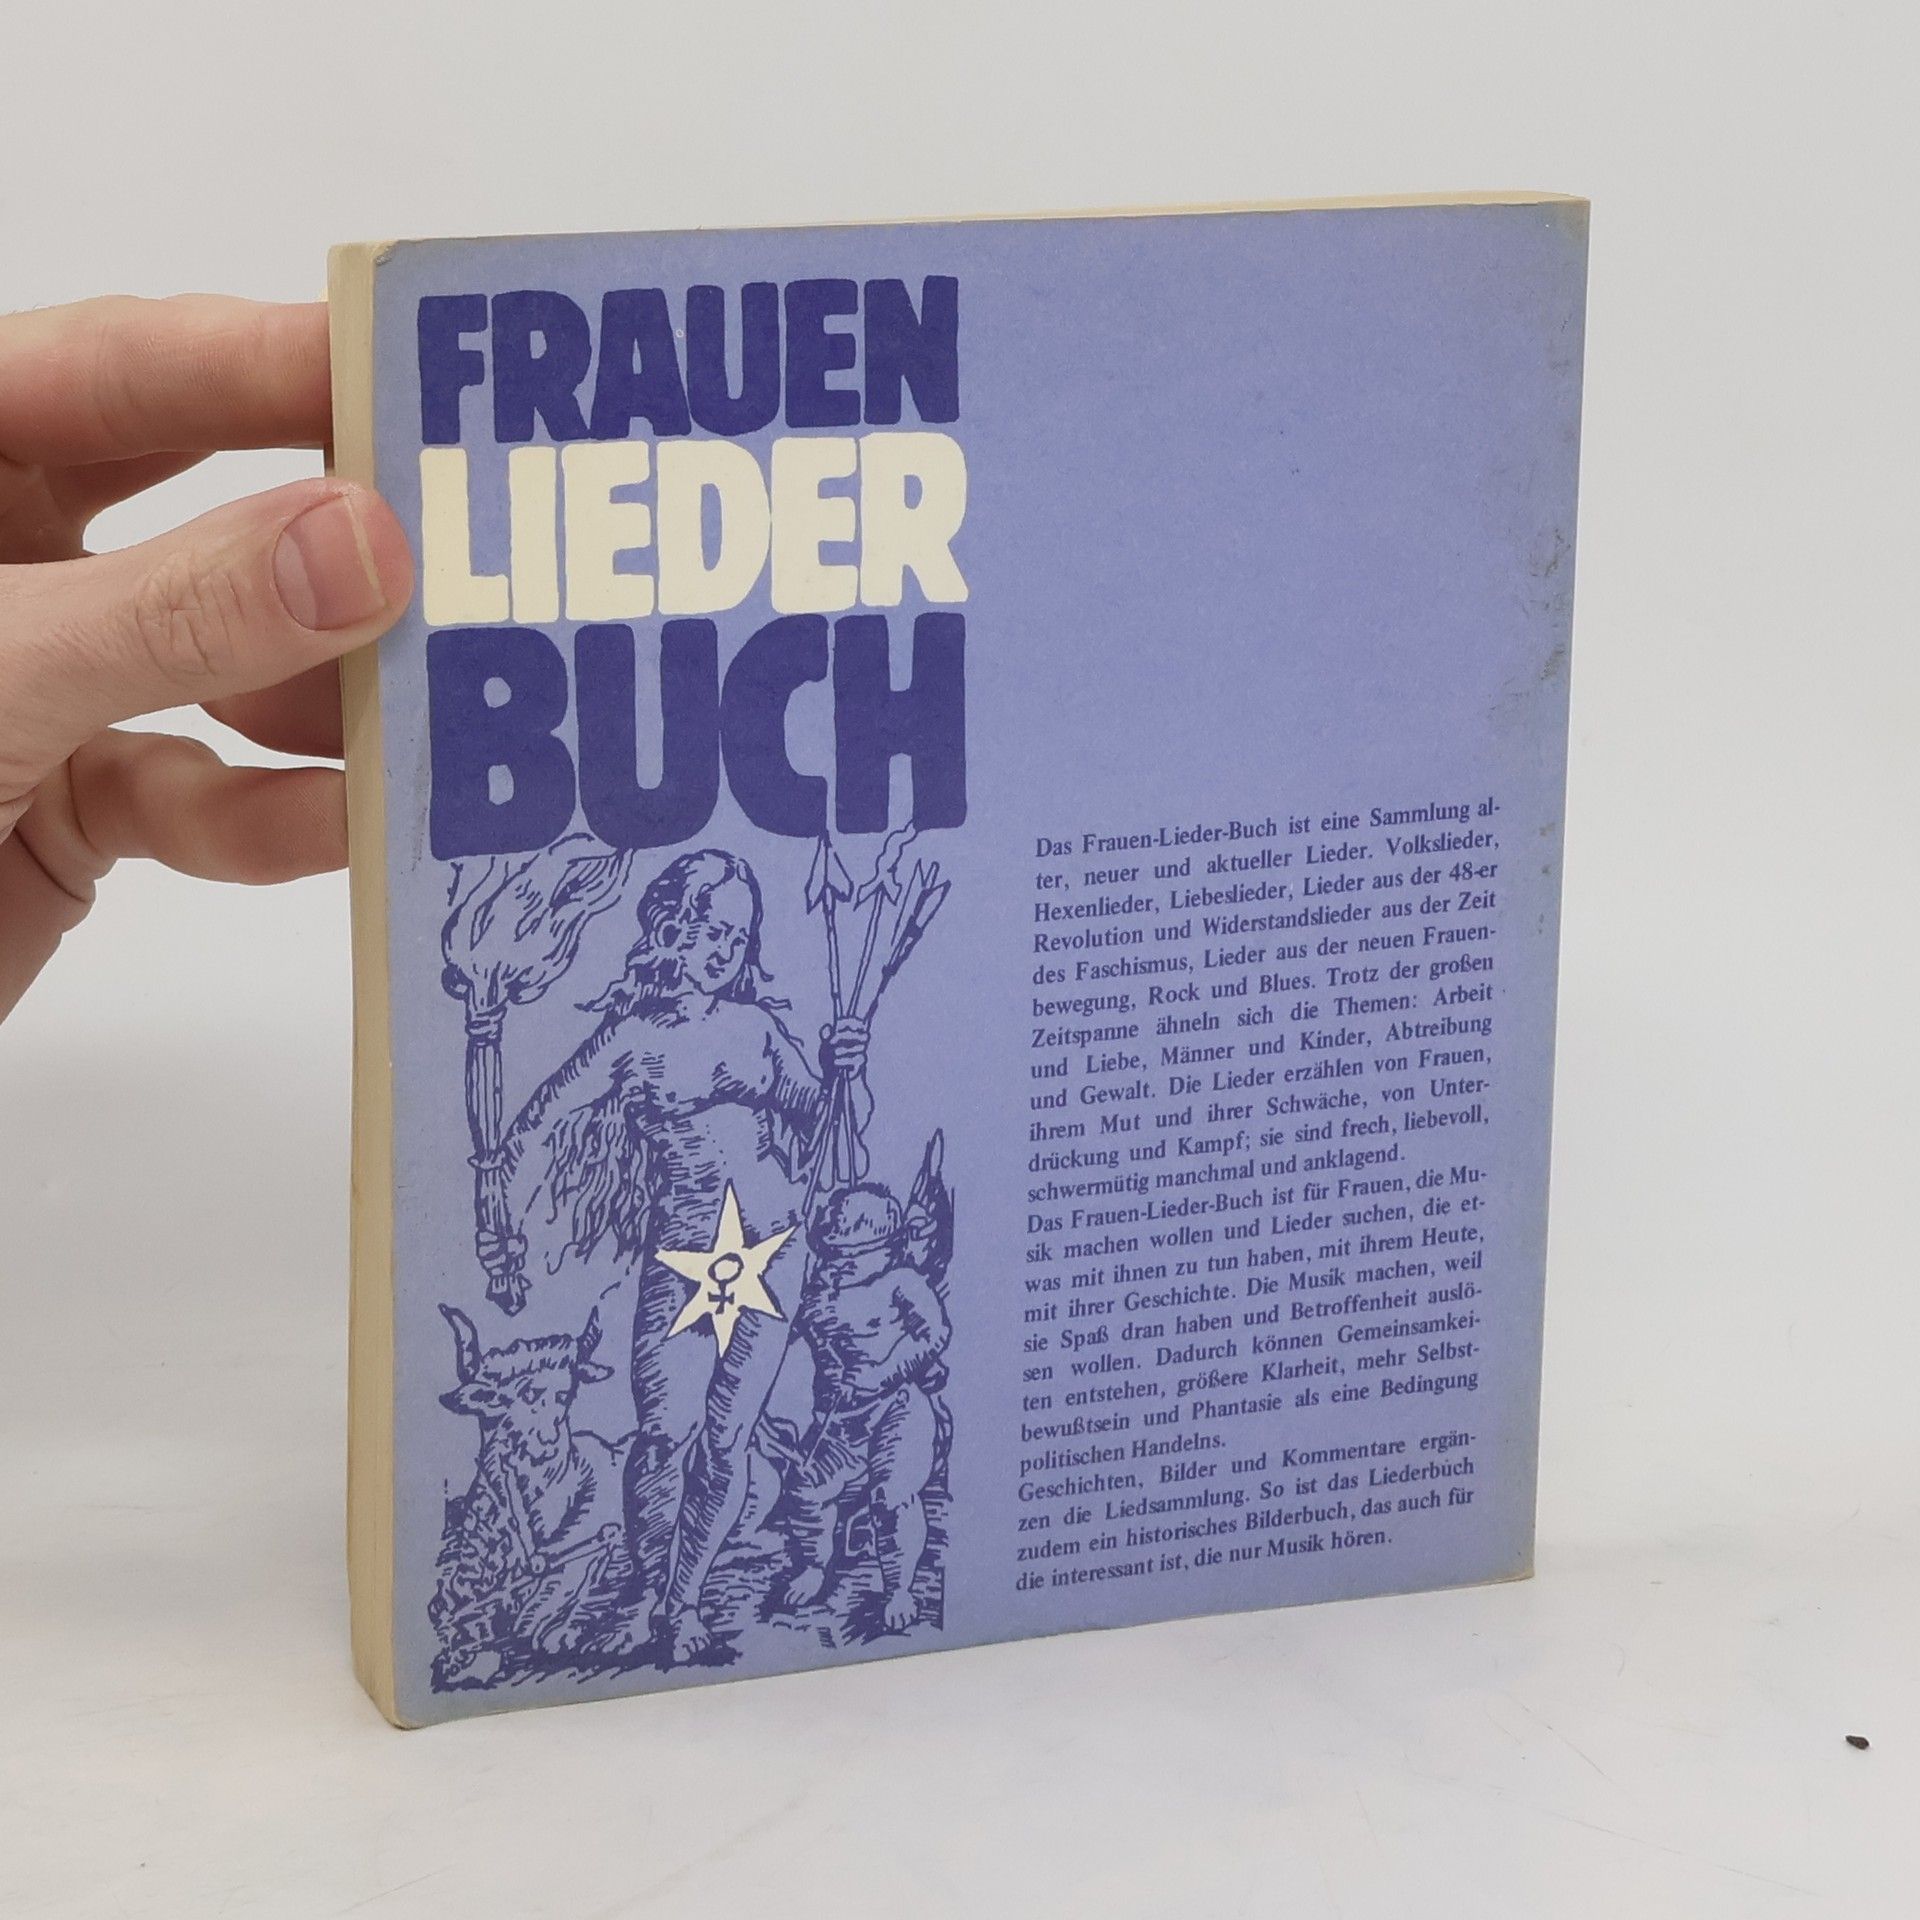 FRAUEN
LIEDER
BUCH
Das Frauen-Lieder-Buch ist eine Sammlung al-
ter, neuer und aktueller Lieder. Volkslieder,
Hexenlieder, Liebeslieder, Lieder aus der 48-er
Revolution und Widerstandslieder aus der Zeit
des Faschismus, Lieder aus der neuen Frauen-
bewegung, Rock und Blues. Trotz der großen
Zeitspanne ähneln sich die Themen: Arbeit
und Liebe, Männer und Kinder, Abtreibung
und Gewalt. Die Lieder erzählen von Frauen,
ihrem Mut und ihrer Schwäche, von Unter-
drückung und Kampf; sie sind frech, liebevoll,
schwermütig manchmal und anklagend.
Das Frauen-Lieder-Buch ist für Frauen, die Mu-
sik machen wollen und Lieder suchen, die et-
was mit ihnen zu tun haben, mit ihrem Heute,
mit ihrer Geschichte. Die Musik machen, weil
sie Spaß dran haben und Betroffenheit auslö-
sen wollen. Dadurch können Gemeinsamkei-
ten entstehen, größere Klarheit, mehr Selbst-
bewußtsein und Phantasie als eine Bedingung
politischen Handelns.
Geschichten, Bilder und Kommentare ergän-
zen die Liedsammlung. So ist das Liederbuch
zudem ein historisches Bilderbuch, das auch für
die interessant ist, die nur Musik hören.